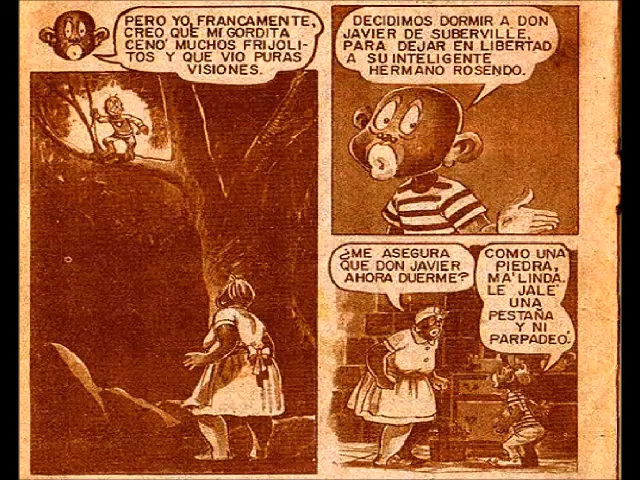 PERO YO, FRANCAMENTE,
CREO QUE MI GORDITA
CENÓ MUCHOS FRIJOLI-
TOS Y QUE VIO PURAS
VISIONES.
DECIDIMOS DORMIR A DON
JAVIER DE SUBERVILLE,
PARA DEJAR EN LIBERTAD
A SU INTELIGENTE
HERMANO ROSENDO.
¿ME ASEGURA
QUE DON JAVIER
AHORA DUERME?
COMO UNA
PIEDRA,
MA' LINDA.
LE JALÉ
UNA
PESTAÑA
Y NI
PARPADEÓ.